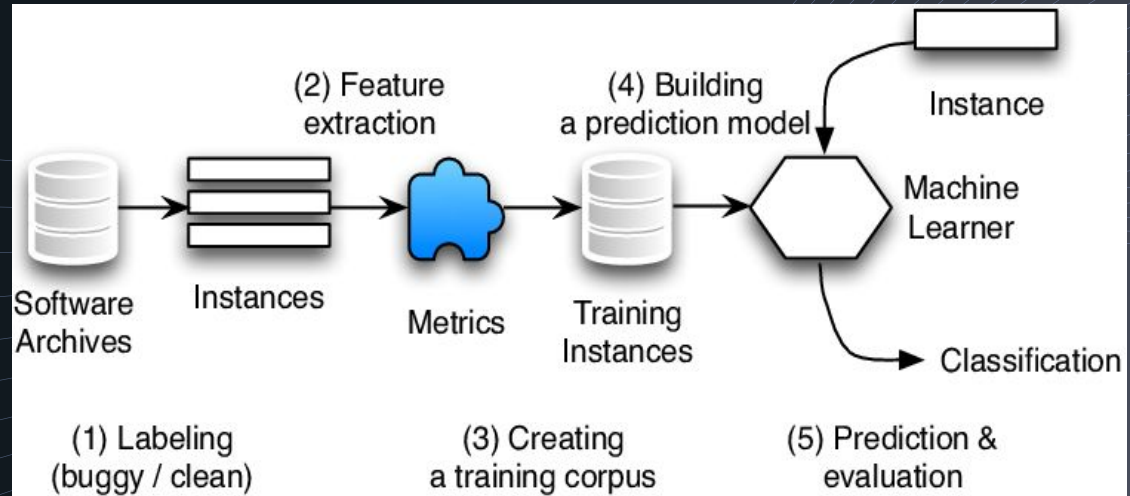 (2) Feature
extraction
(4) Building
a prediction model
Instance
Machine
Learner
Software
Archives
Instances
Metrics
Training
Instances
Classification
(1) Labeling
(buggy / clean)
(3) Creating
a training corpus
(5) Prediction &
evaluation